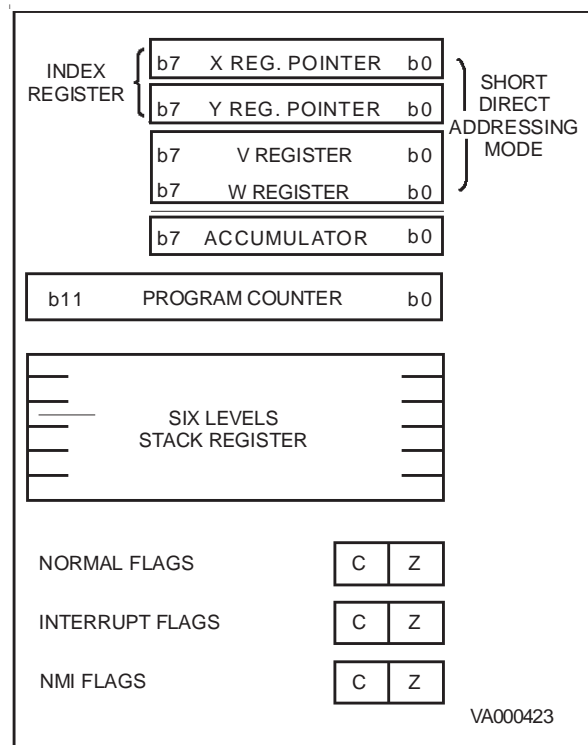 INDEX
REGISTER
b7 X REG. POINTER b0
b7 Y REG. POINTER b0
b7 V REGISTER b0
b7 W REGISTER b0
SHORT
DIRECT
ADDRESSING
MODE
b7 ACCUMULATOR b0
b11 PROGRAM COUNTER b0
SIX LEVELS
STACK REGISTER
NORMAL FLAGS C Z
INTERRUPT FLAGS C Z
NMI FLAGS C Z
VA000423